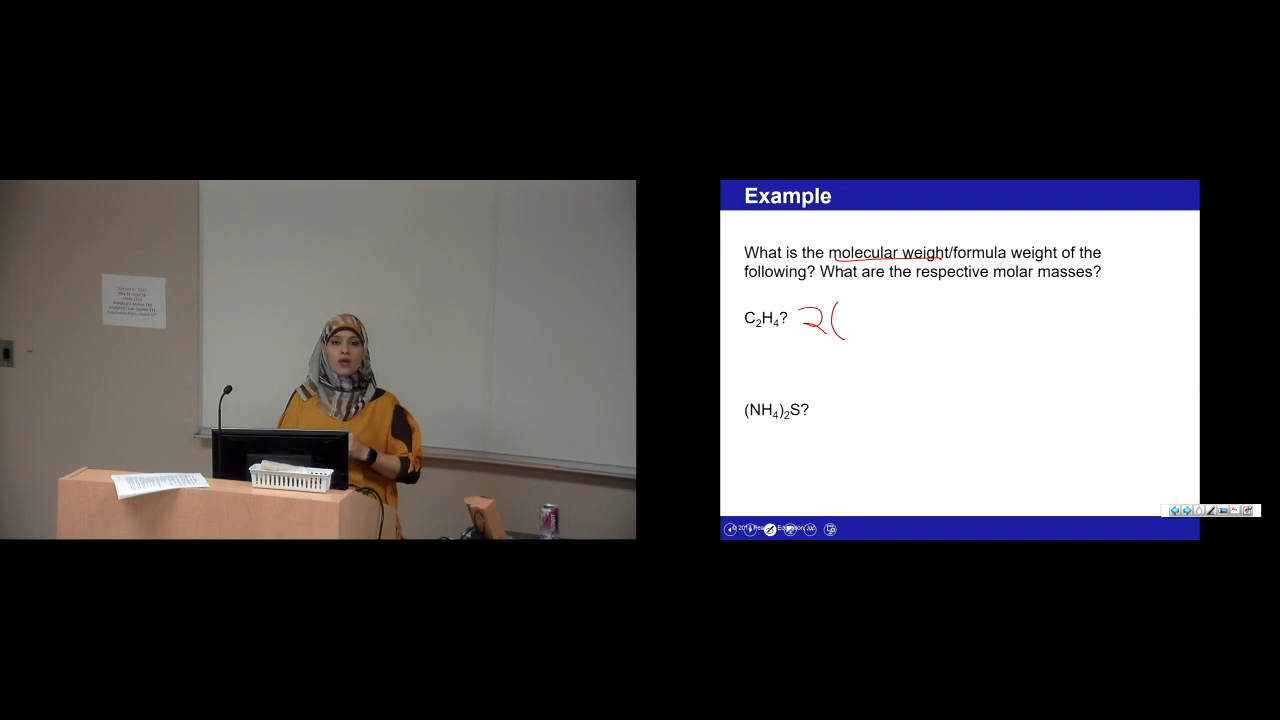 Example
What is the molecular weight/formula weight of the
following? What are the respective molar masses?
C₂H₄? 2(
(NH₄)₂S?